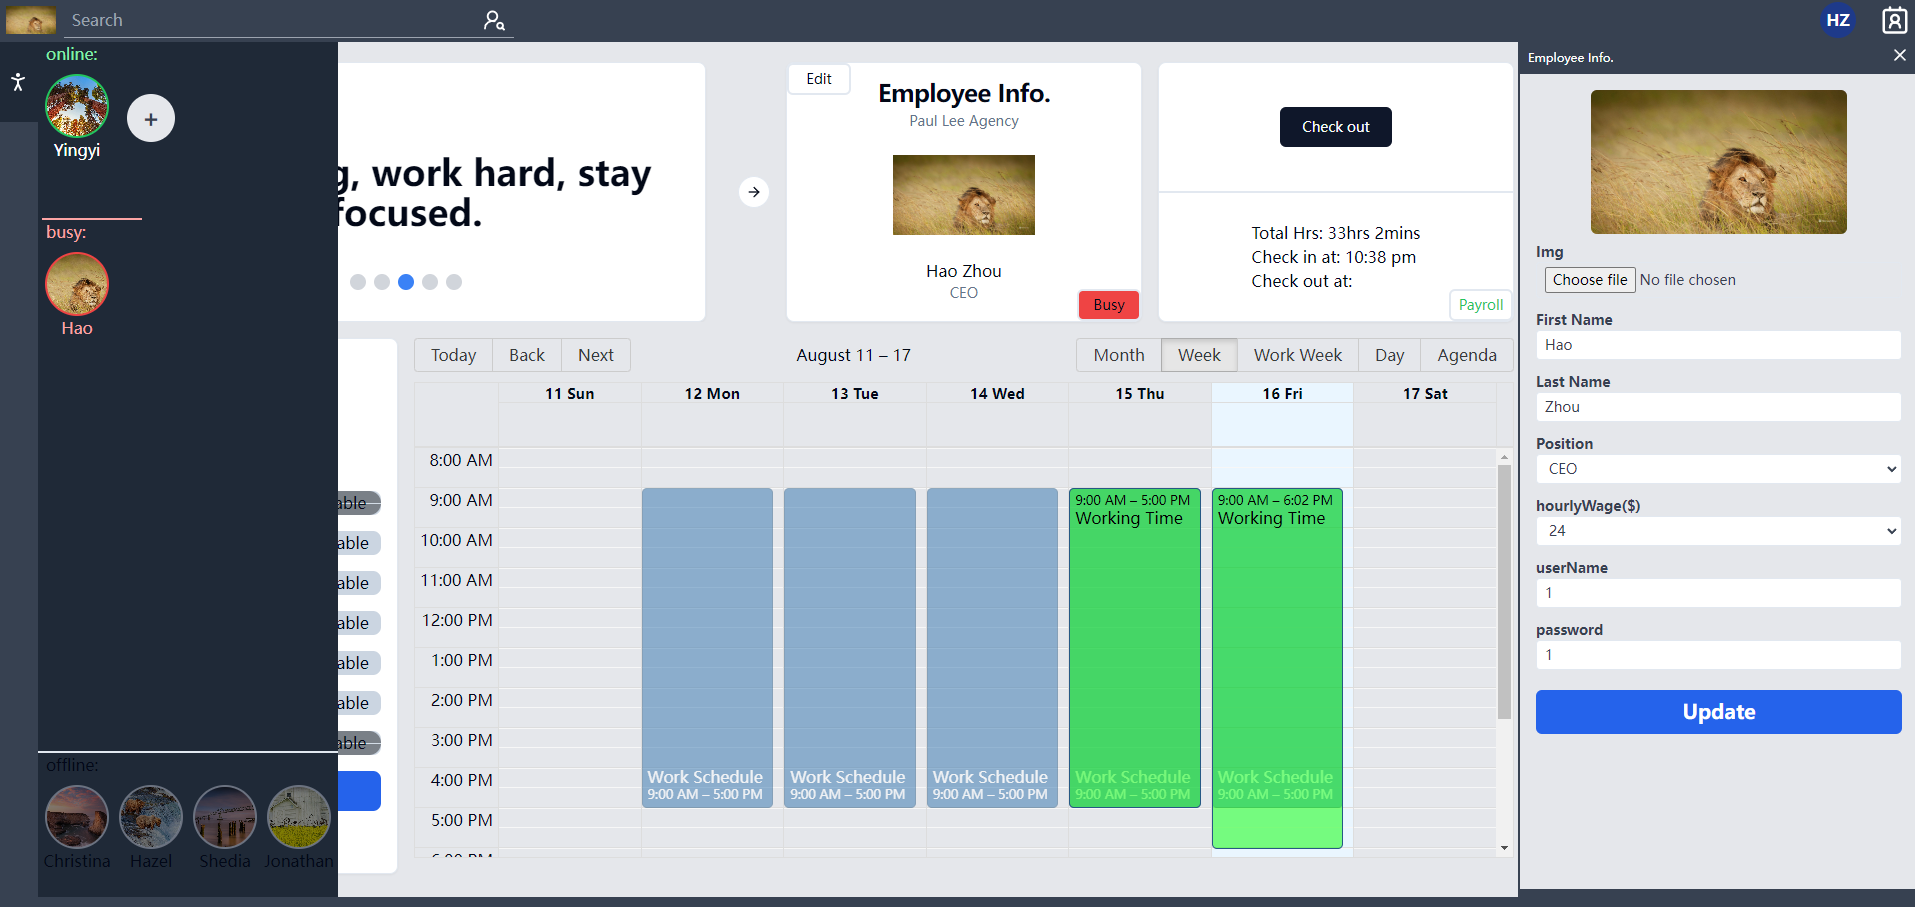 Search
HZ
online:
Yingyi
+
busy:
Hao
offline:
Christina Hazel Shedia Jonathan
, work hard, stay
focused.
able
able
able
able
able
able
able
Edit
Employee Info.
Paul Lee Agency
Hao Zhou
CEO
Busy
Check out
Total Hrs: 33hrs 2mins
Check in at: 10:38 pm
Check out at:
Payroll
Today Back Next
August 11 – 17
Month Week Work Week Day Agenda
11 Sun 12 Mon 13 Tue 14 Wed 15 Thu 16 Fri 17 Sat
8:00 AM
9:00 AM
10:00 AM
11:00 AM
12:00 PM
1:00 PM
2:00 PM
3:00 PM
4:00 PM
5:00 PM
Work Schedule
9:00 AM – 5:00 PM
Work Schedule
9:00 AM – 5:00 PM
Work Schedule
9:00 AM – 5:00 PM
9:00 AM – 5:00 PM
Working Time
Work Schedule
9:00 AM – 5:00 PM
9:00 AM – 6:02 PM
Working Time
Work Schedule
9:00 AM – 5:00 PM
Employee Info.
Img
Choose file No file chosen
First Name
Hao
Last Name
Zhou
Position
CEO
hourlyWage($)
24
userName
1
password
1
Update